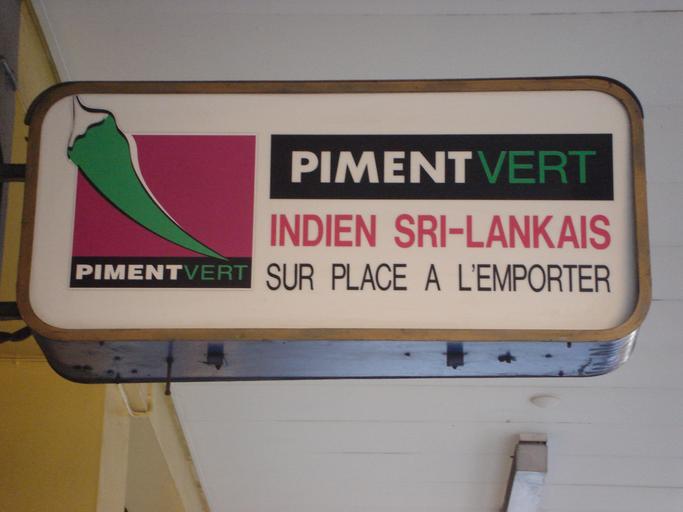 PIMENTVERT
PIMENTVERT
INDIEN SRI-LANKAIS
SUR PLACE A L'EMPORTER